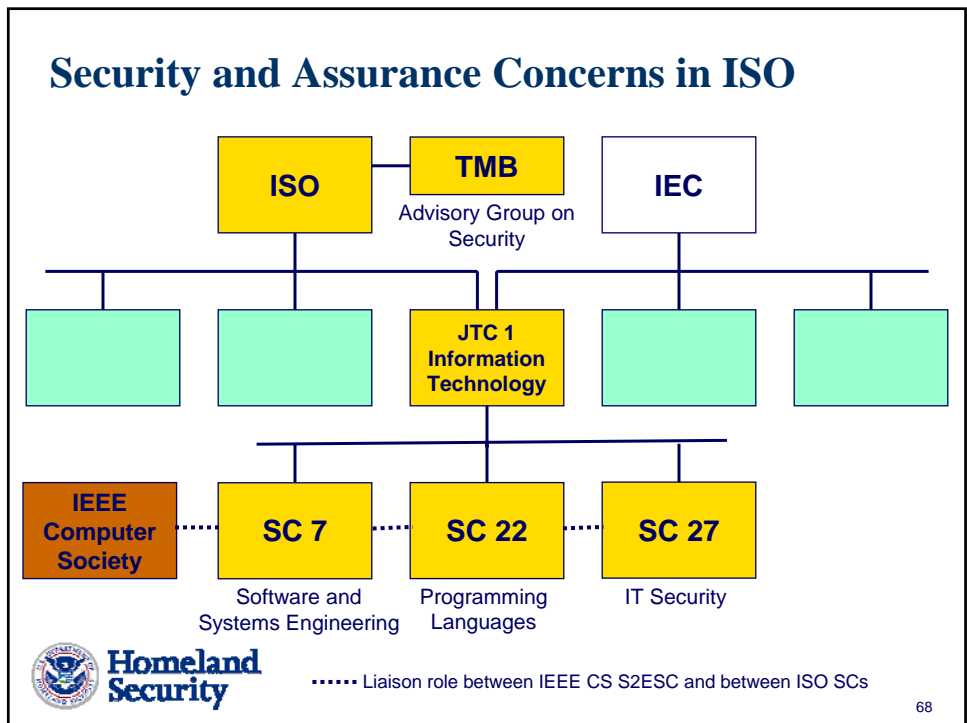 Security and Assurance Concerns in ISO
ISO
TMB
IEC
Advisory Group on
Security
JTC 1
Information
Technology
IEEE
Computer
Society
SC 7
SC 22
SC 27
Software and
Systems Engineering
Programming
Languages
IT Security
Homeland
Security
Liaison role between IEEE CS S2ESC and between ISO SCs
68